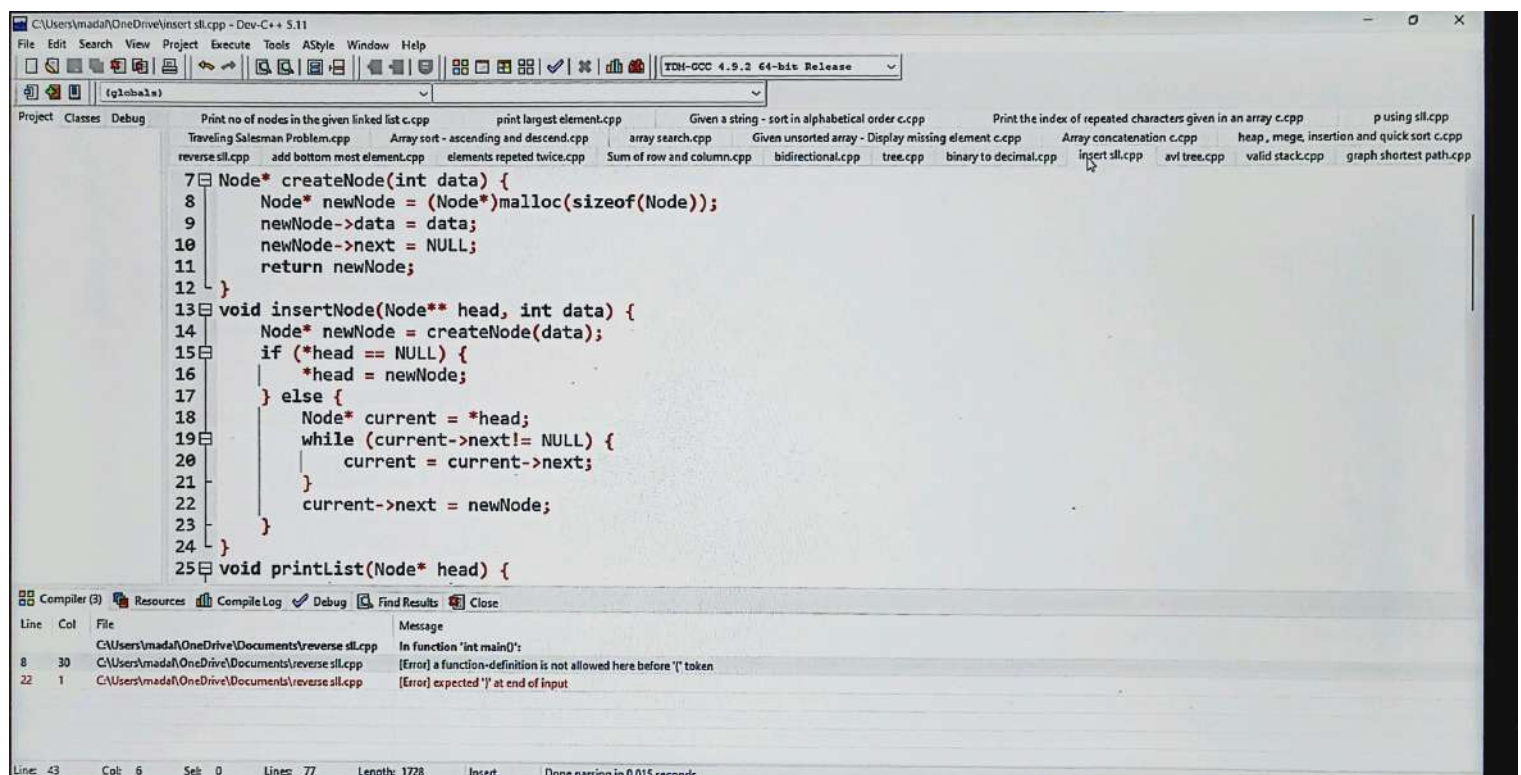 C:\Users\madal\OneDrive\insert sll.cpp - Dev-C++ 5.11
File Edit Search View Project Execute Tools AStyle Window Help
TDM-GCC 4.9.2 64-bit Release
(globals)
Project Classes Debug
Print no of nodes in the given linked list c.cpp print largest element.cpp Given a string - sort in alphabetical order c.cpp Print the index of repeated characters given in an array c.cpp p using sll.cpp
Traveling Salesman Problem.cpp Array sort - ascending and descend.cpp array search.cpp Given unsorted array - Display missing element c.cpp Array concatenation c.cpp heap , mege, insertion and quick sort c.cpp
reverse sll.cpp add bottom most element.cpp elements repeted twice.cpp Sum of row and column.cpp bidirectional.cpp tree.cpp binary to decimal.cpp insert sll.cpp avl tree.cpp valid stack.cpp graph shortest path.cpp
7 Node* createNode(int data) {
8 Node* newNode = (Node*)malloc(sizeof(Node));
9 newNode->data = data;
10 newNode->next = NULL;
11 return newNode;
12 }
13 void insertNode(Node** head, int data) {
14 Node* newNode = createNode(data);
15 if (*head == NULL) {
16 *head = newNode;
17 } else {
18 Node* current = *head;
19 while (current->next!= NULL) {
20 current = current->next;
21 }
22 current->next = newNode;
23 }
24 }
25 void printList(Node* head) {
Compiler (3) Resources Compile Log Debug Find Results Close
Line Col File Message
C:\Users\madal\OneDrive\Documents\reverse sll.cpp In function 'int main()':
8 30 C:\Users\madal\OneDrive\Documents\reverse sll.cpp [Error] a function-definition is not allowed here before '{' token
22 1 C:\Users\madal\OneDrive\Documents\reverse sll.cpp [Error] expected '}' at end of input
Line: 43 Col: 6 Sel: 0 Lines: 77 Length: 1728 Insert Done parsing in 0.015 seconds